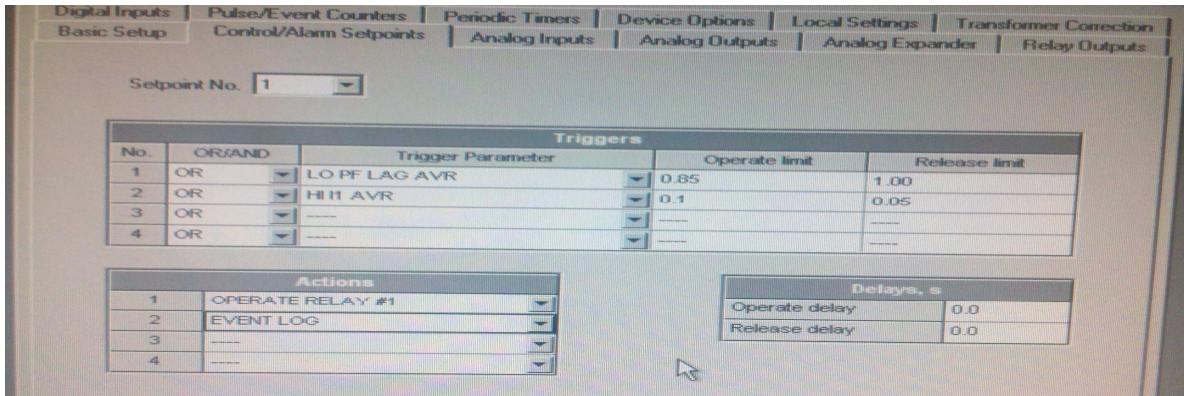 Digital Inputs Pulse/Event Counters Periodic Timers Device Options Local Settings Transformer Correction
Basic Setup Control/Alarm Setpoints Analog Inputs Analog Outputs Analog Expander Relay Outputs
Setpoint No. 1
Triggers
No. OR/AND Trigger Parameter Operate limit Release limit
1 OR LO PF LAG AVR 0.85 1.00
2 OR HI I1 AVR 0.1 0.05
3 OR ---- ---- ----
4 OR ---- ---- ----
Actions
1 OPERATE RELAY #1
2 EVENT LOG
3 ----
4 ----
Delays, s
Operate delay 0.0
Release delay 0.0